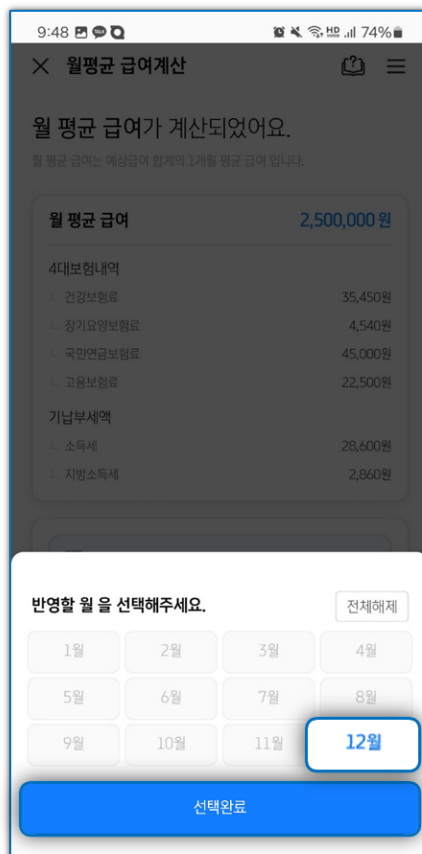 9:48 74%
월평균 급여계산
월 평균 급여가 계산되었어요.
월 평균 급여는 예상급여 합계의 1개월 평균 급여 입니다.
월 평균 급여 2,500,000원
4대보험내역
ㄴ 건강보험료 35,450원
ㄴ 장기요양보험료 4,540원
ㄴ 국민연금보험료 45,000원
ㄴ 고용보험료 22,500원
기납부세액
ㄴ 소득세 28,600원
ㄴ 지방소득세 2,860원
반영할 월 을 선택해주세요. 전체해제
1월 2월 3월 4월
5월 6월 7월 8월
9월 10월 11월 12월
선택완료